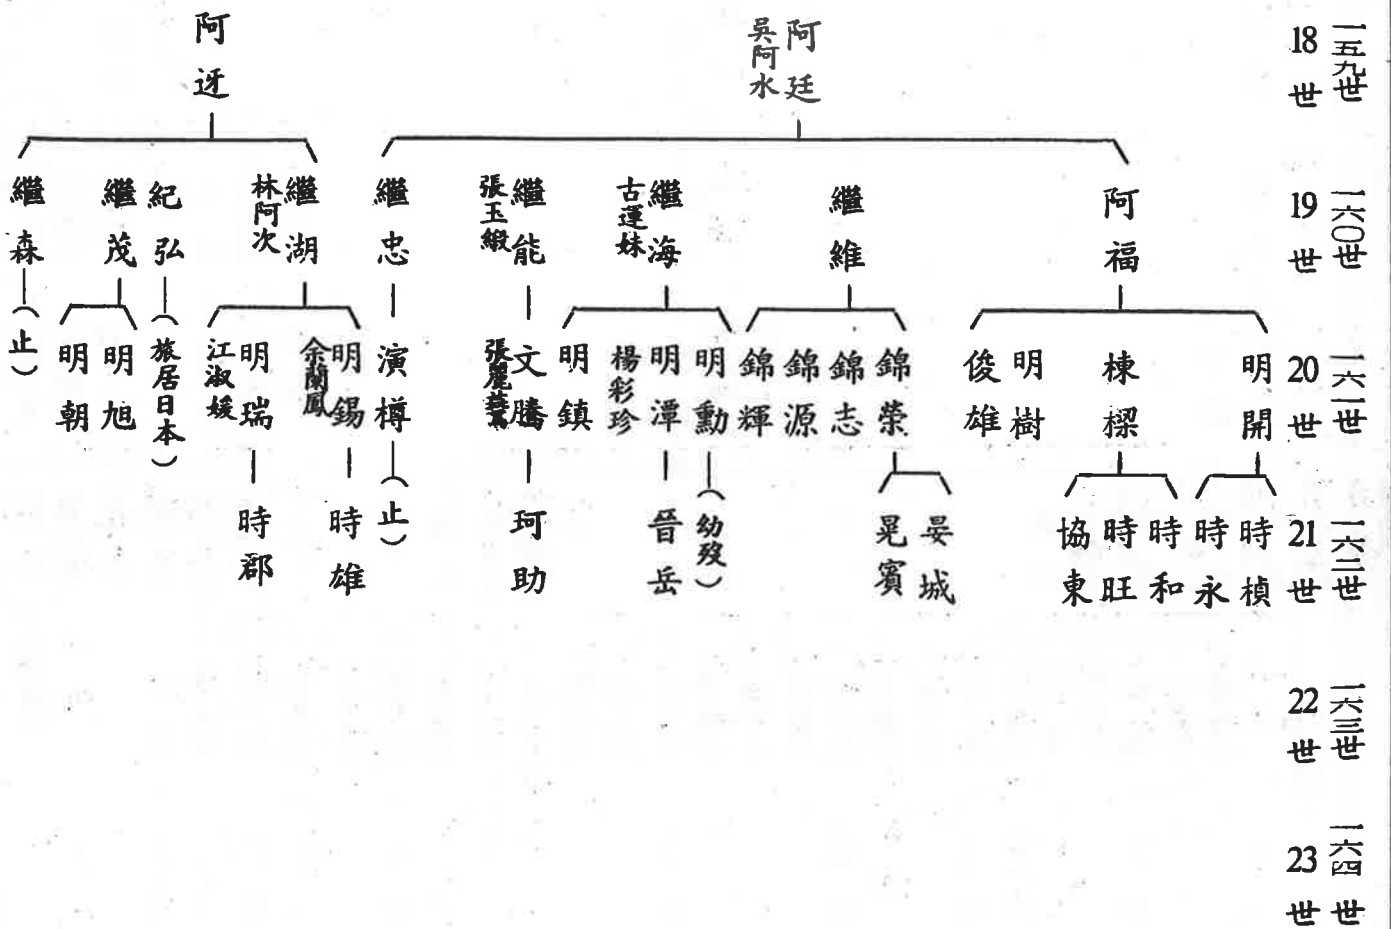 一五九世
18世
阿廷
吳阿水
阿迓
一六〇世
19世
阿福
繼維
繼海
古運妹
繼能
張玉緞
繼忠
繼湖
林阿次
紀弘
（旅居日本）
繼茂
繼森
（止）
一六一世
20世
明開
棟樑
明樹
俊雄
錦榮
錦志
錦源
錦輝
明勳
（幼歿）
明潭
楊彩珍
明鎮
文騰
張麗鶯
演樽
（止）
明錫
余蘭鳳
明瑞
江淑媛
明旭
明朝
一六二世
21世
時楨
時永
時和
時旺
協東
晏城
晃賓
晉岳
珂助
時雄
時郡
一六三世
22世
一六四世
23世